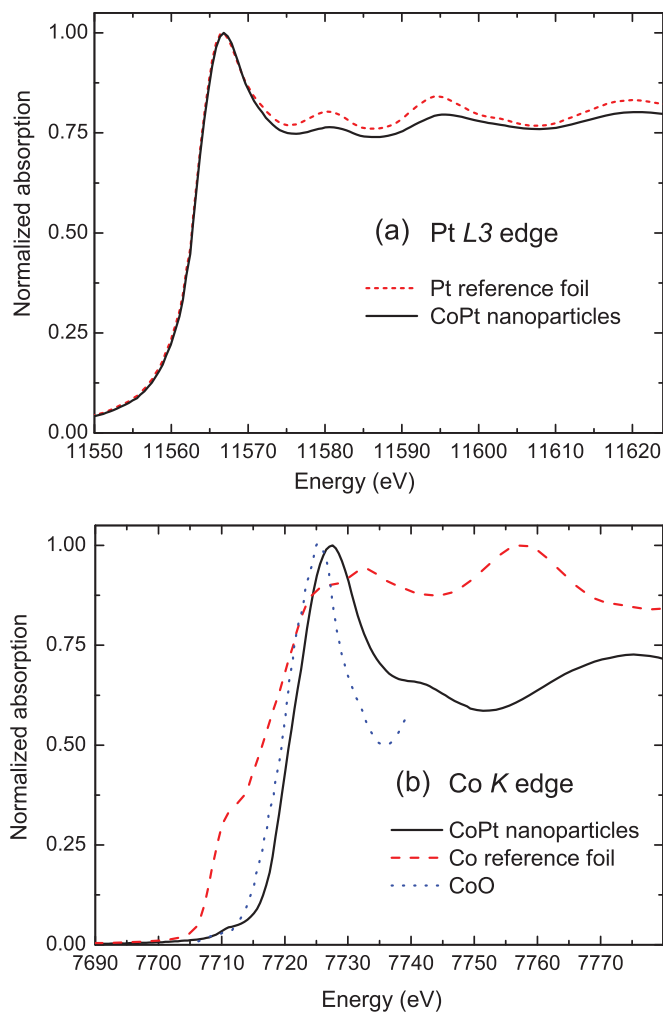 1.00
0.75
0.50
0.25
0.00
Normalized absorption
(a) Pt L3 edge
Pt reference foil
CoPt nanoparticles
11550 11560 11570 11580 11590 11600 11610 11620
Energy (eV)
1.00
0.75
0.50
0.25
0.00
Normalized absorption
(b) Co K edge
CoPt nanoparticles
Co reference foil
CoO
7690 7700 7710 7720 7730 7740 7750 7760 7770
Energy (eV)